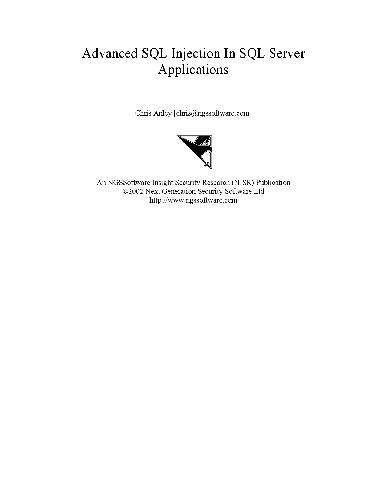 Advanced SQL Injection In SQL Server
Applications
Chris Anley [chris@ngssoftware.com]
An NGSSoftware Insight Security Research (NISR) Publication
©2002 Next Generation Security Software Ltd
http://www.ngssoftware.com